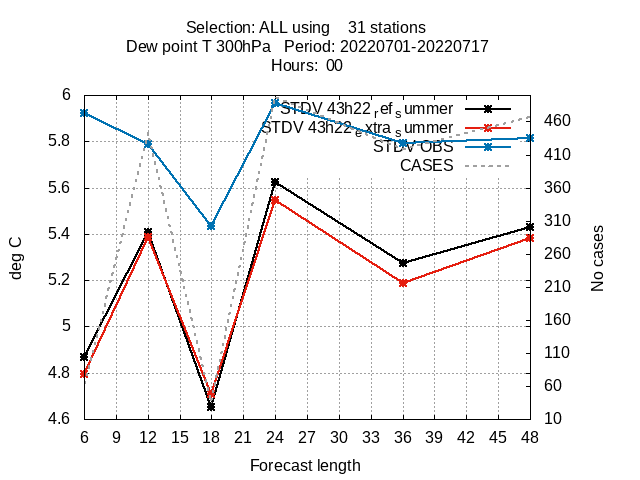 Selection: ALL using    31 stations
Dew point T 300hPa   Period: 20220701-20220717
Hours:  00
STDV 43h22refsummer
STDV 43h22extrasummer
STDV OBS
CASES
deg C
6
5.8
5.6
5.4
5.2
5
4.8
4.6
460
410
360
310
260
210
160
110
60
10
No cases
6 9 12 15 18 21 24 27 30 33 36 39 42 45 48
Forecast length